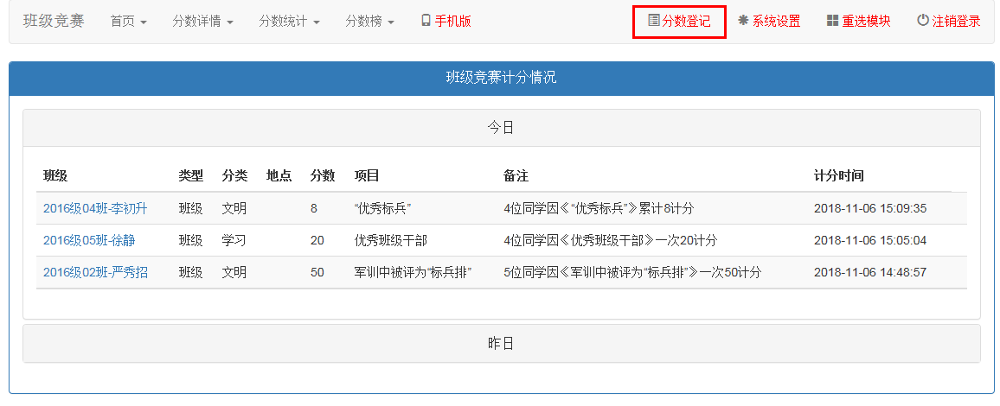 班级竞赛 首页 分数详情 分数统计 分数榜 手机版 分数登记 系统设置 重选模块 注销登录
班级竞赛计分情况
今日
班级 类型 分类 地点 分数 项目 备注 计分时间
2016级04班-李初升 班级 文明 8 “优秀标兵” 4位同学因《“优秀标兵”》累计8计分 2018-11-06 15:09:35
2016级05班-徐静 班级 学习 20 优秀班级干部 4位同学因《优秀班级干部》一次20计分 2018-11-06 15:05:04
2016级02班-严秀招 班级 文明 50 军训中被评为“标兵排” 5位同学因《军训中被评为“标兵排”》一次50计分 2018-11-06 14:48:57
昨日